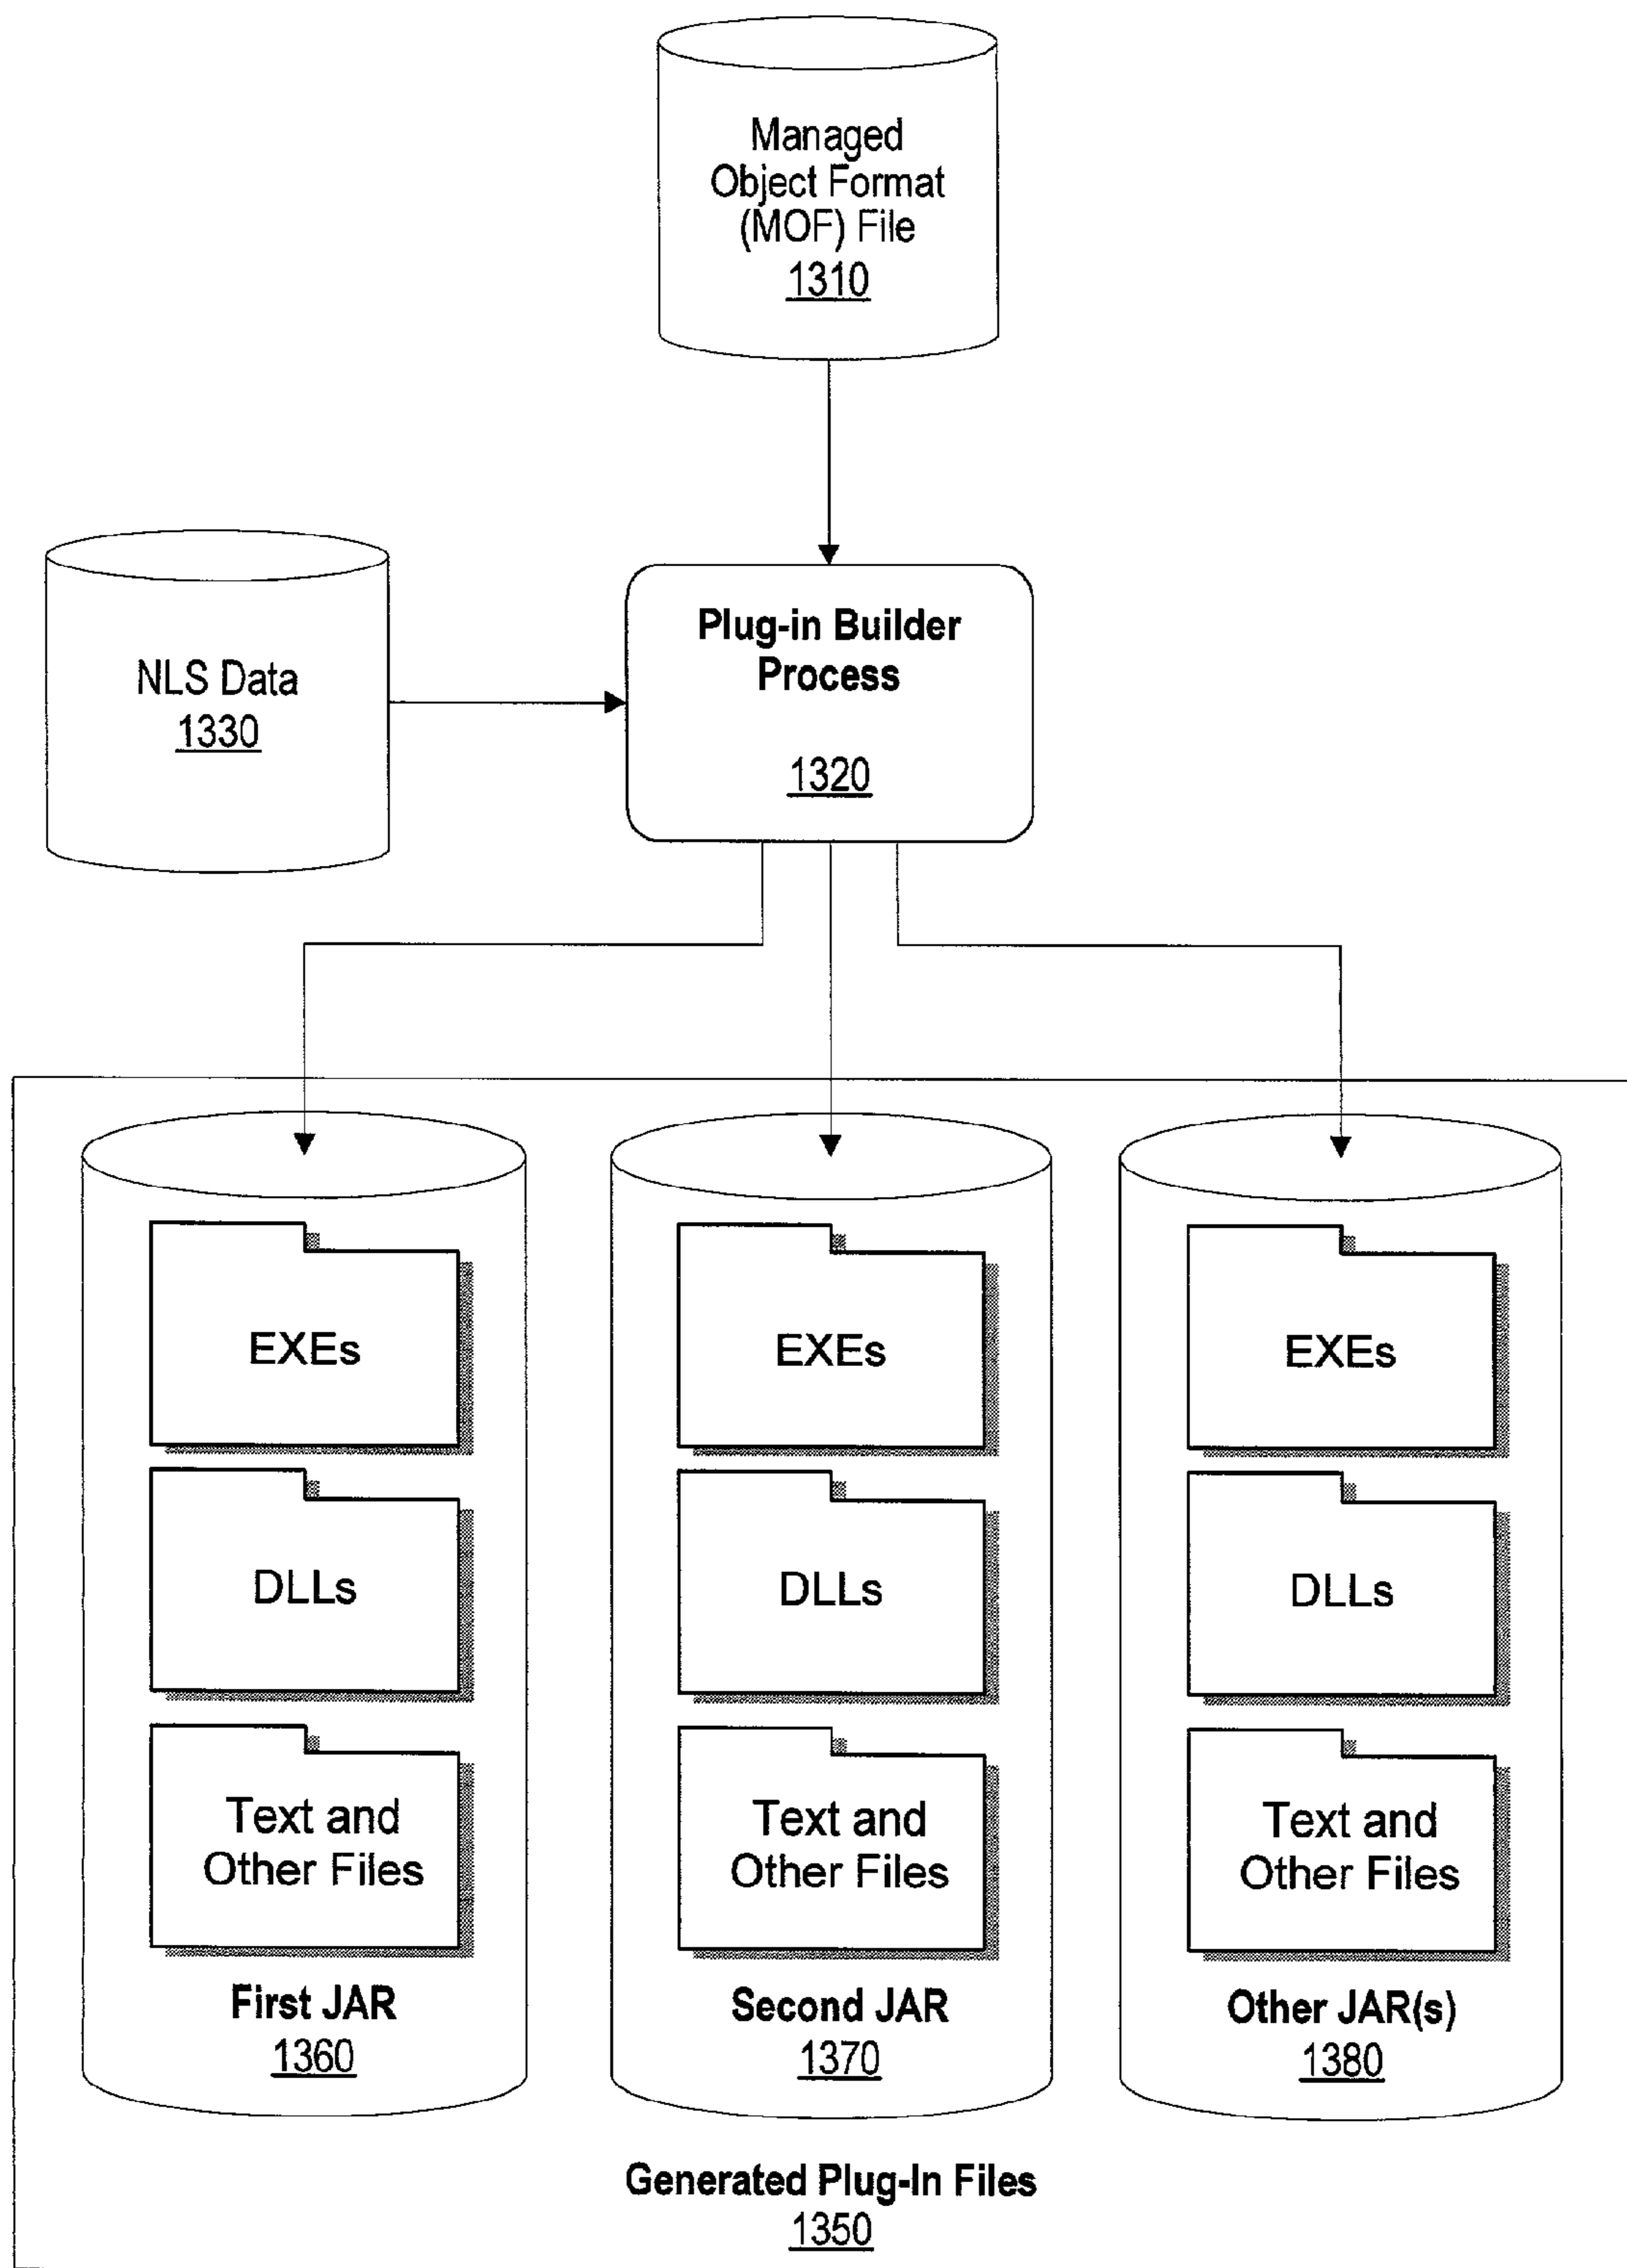 Managed
Object Format
(MOF) File
1310
NLS Data
1330
Plug-in Builder
Process
1320
EXEs
DLLs
Text and
Other Files
First JAR
1360
EXEs
DLLs
Text and
Other Files
Second JAR
1370
EXEs
DLLs
Text and
Other Files
Other JAR(s)
1380
Generated Plug-In Files
1350